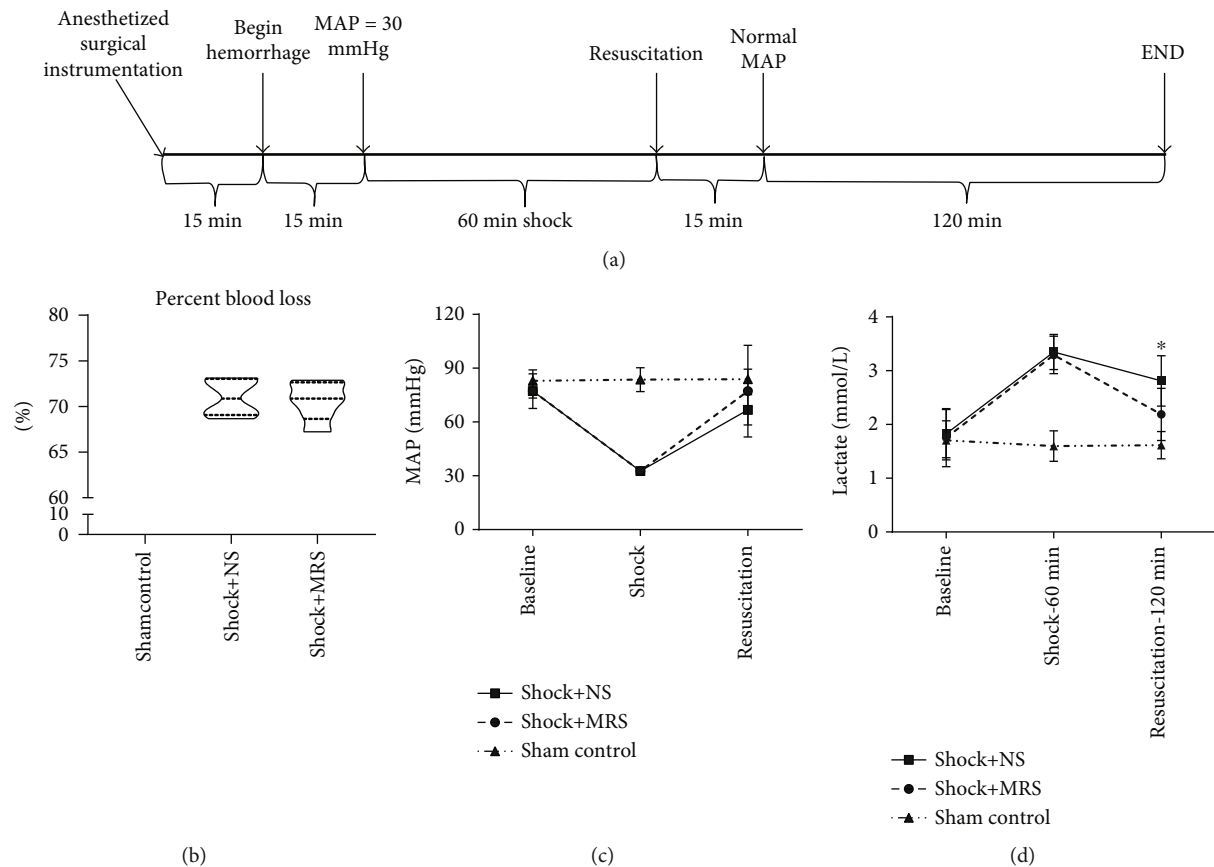 Anesthetized
surgical
instrumentation
Begin
hemorrhage
MAP = 30
mmHg
Resuscitation
Normal
MAP
END
15 min
15 min
60 min shock
15 min
120 min
(a)
Percent blood loss
(%)
80
75
70
65
60
10
0
Shamcontrol
Shock+NS
Shock+MRS
(b)
MAP (mmHg)
120
90
60
30
0
Baseline
Shock
Resuscitation
Shock+NS
Shock+MRS
Sham control
(c)
Lactate (mmol/L)
4
3
2
1
0
*
Baseline
Shock-60 min
Resuscitation-120 min
Shock+NS
Shock+MRS
Sham control
(d)